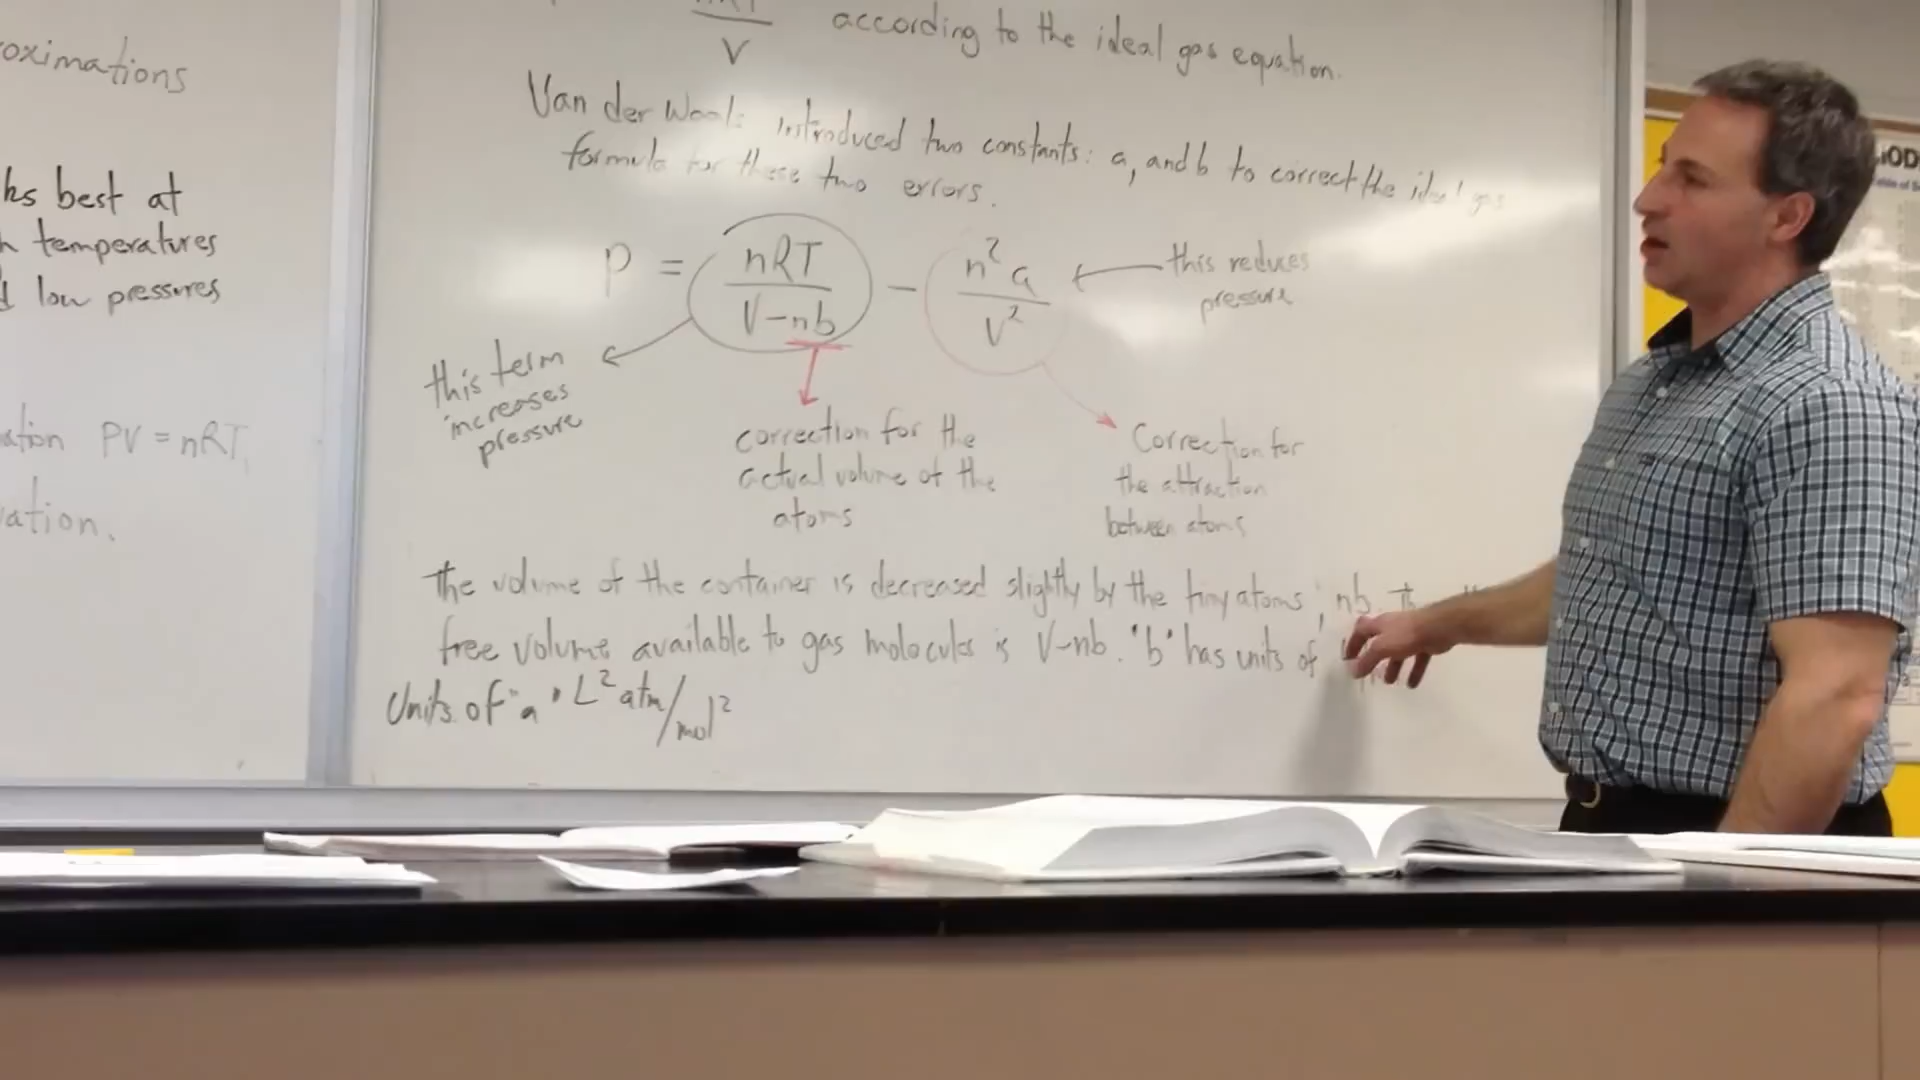 oximations
ks best at
temperatures
low pressures
ation PV = nRT,
ation.
nRT/V according to the ideal gas equation.
Van der Waals introduced two constants: a, and b to correct the ideal gas
formula for these two errors.
P = nRT/(V-nb) - n²a/V²
this reduces
pressure
this term
increases
pressure
correction for the
actual volume of the
atoms
Correction for
the attraction
between atoms
The volume of the container is decreased slightly by the tiny atoms, nb.
free volume available to gas molecules is V-nb. "b" has units of
Units of "a" L² atm/mol²